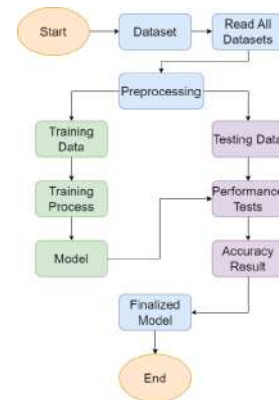 Start
Dataset
Read All
Datasets
Preprocessing
Training
Data
Testing Data
Training
Process
Performance
Tests
Model
Accuracy
Result
Finalized
Model
End